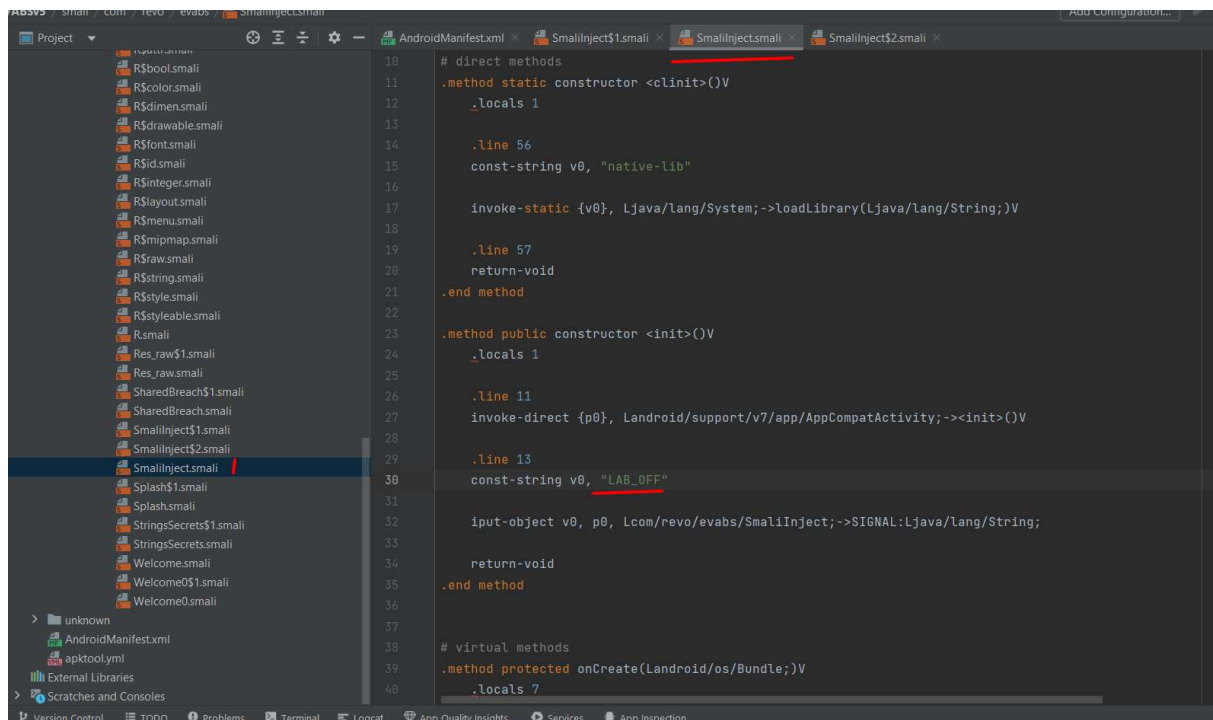 ABSv5 / smali / com / revo / evabs / SmaliInject.smali
Add Configuration...
Project
AndroidManifest.xml
SmaliInject$1.smali
SmaliInject.smali
SmaliInject$2.smali
R$attr.smali
R$bool.smali
R$color.smali
R$dimen.smali
R$drawable.smali
R$font.smali
R$id.smali
R$integer.smali
R$layout.smali
R$menu.smali
R$mipmap.smali
R$raw.smali
R$string.smali
R$style.smali
R$styleable.smali
R.smali
Res_raw$1.smali
Res_raw.smali
SharedBreach$1.smali
SharedBreach.smali
SmaliInject$1.smali
SmaliInject$2.smali
SmaliInject.smali
Splash$1.smali
Splash.smali
StringsSecrets$1.smali
StringsSecrets.smali
Welcome.smali
Welcome0$1.smali
Welcome0.smali
unknown
AndroidManifest.xml
apktool.yml
External Libraries
Scratches and Consoles
10 # direct methods
11 .method static constructor <clinit>()V
12 .locals 1
13
14 .line 56
15 const-string v0, "native-lib"
16
17 invoke-static {v0}, Ljava/lang/System;->loadLibrary(Ljava/lang/String;)V
18
19 .line 57
20 return-void
21 .end method
22
23 .method public constructor <init>()V
24 .locals 1
25
26 .line 11
27 invoke-direct {p0}, Landroid/support/v7/app/AppCompatActivity;-><init>()V
28
29 .line 13
30 const-string v0, "LAB_OFF"
31
32 iput-object v0, p0, Lcom/revo/evabs/SmaliInject;->SIGNAL:Ljava/lang/String;
33
34 return-void
35 .end method
36
37
38 # virtual methods
39 .method protected onCreate(Landroid/os/Bundle;)V
40 .locals 7
Version Control
TODO
Problems
Terminal
Logcat
App Quality Insights
Services
App Inspection